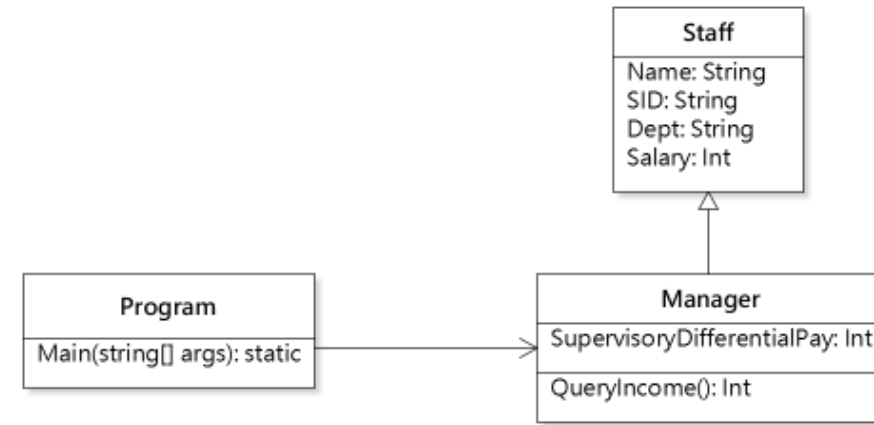 Staff
Name: String
SID: String
Dept: String
Salary: Int
Program
Main(string[] args): static
Manager
SupervisoryDifferentialPay: Int
QueryIncome(): Int